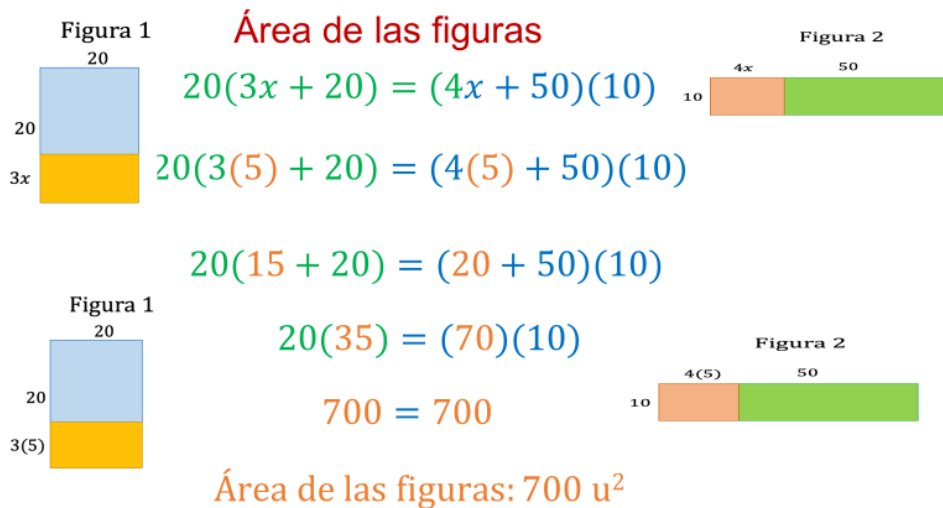 Área de las figuras
Figura 1
20
20
3x
20(3x + 20) = (4x + 50)(10)
Figura 2
4x 50
10
20(3(5) + 20) = (4(5) + 50)(10)
20(15 + 20) = (20 + 50)(10)
Figura 1
20
20
3(5)
20(35) = (70)(10)
Figura 2
4(5) 50
10
700 = 700
Área de las figuras: 700 u²